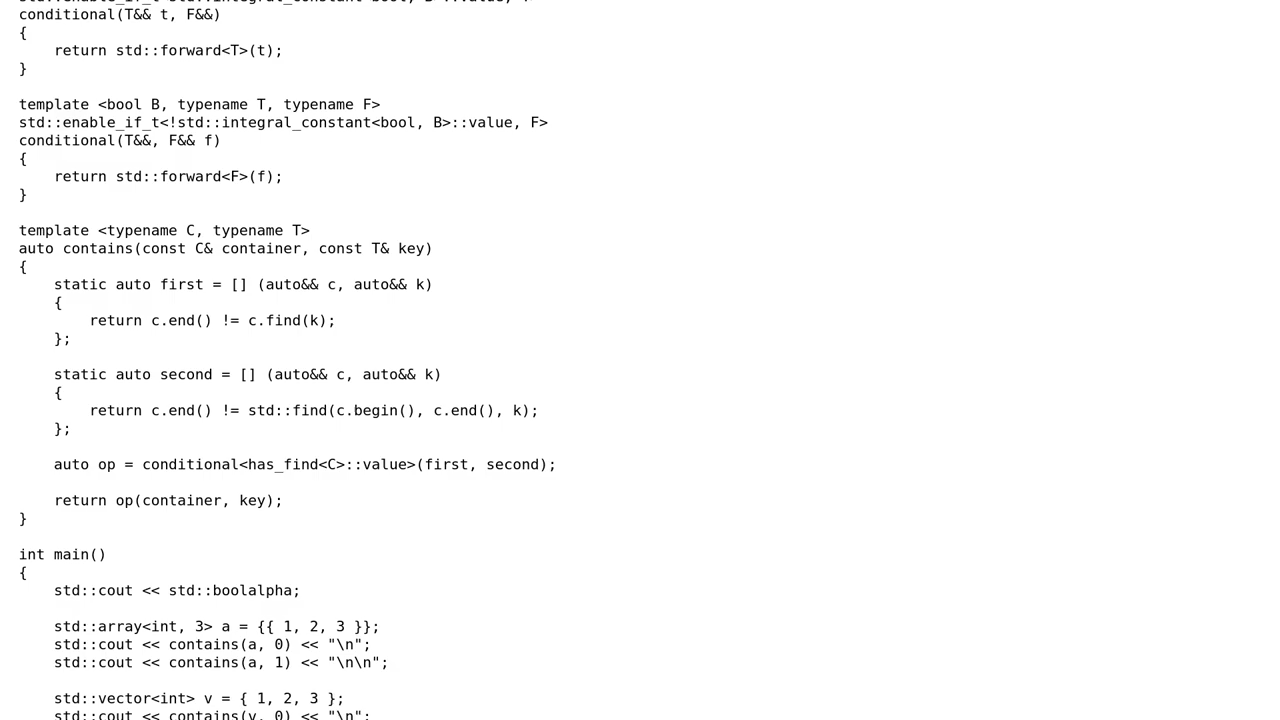 conditional(T&& t, F&&)
{
    return std::forward<T>(t);
}

template <bool B, typename T, typename F>
std::enable_if_t<!std::integral_constant<bool, B>::value, F>
conditional(T&&, F&& f)
{
    return std::forward<F>(f);
}

template <typename C, typename T>
auto contains(const C& container, const T& key)
{
    static auto first = [] (auto&& c, auto&& k)
    {
        return c.end() != c.find(k);
    };

    static auto second = [] (auto&& c, auto&& k)
    {
        return c.end() != std::find(c.begin(), c.end(), k);
    };

    auto op = conditional<has_find<C>::value>(first, second);

    return op(container, key);
}

int main()
{
    std::cout << std::boolalpha;

    std::array<int, 3> a = {{ 1, 2, 3 }};
    std::cout << contains(a, 0) << "\n";
    std::cout << contains(a, 1) << "\n\n";

    std::vector<int> v = { 1, 2, 3 };
    std::cout << contains(v, 0) << "\n";